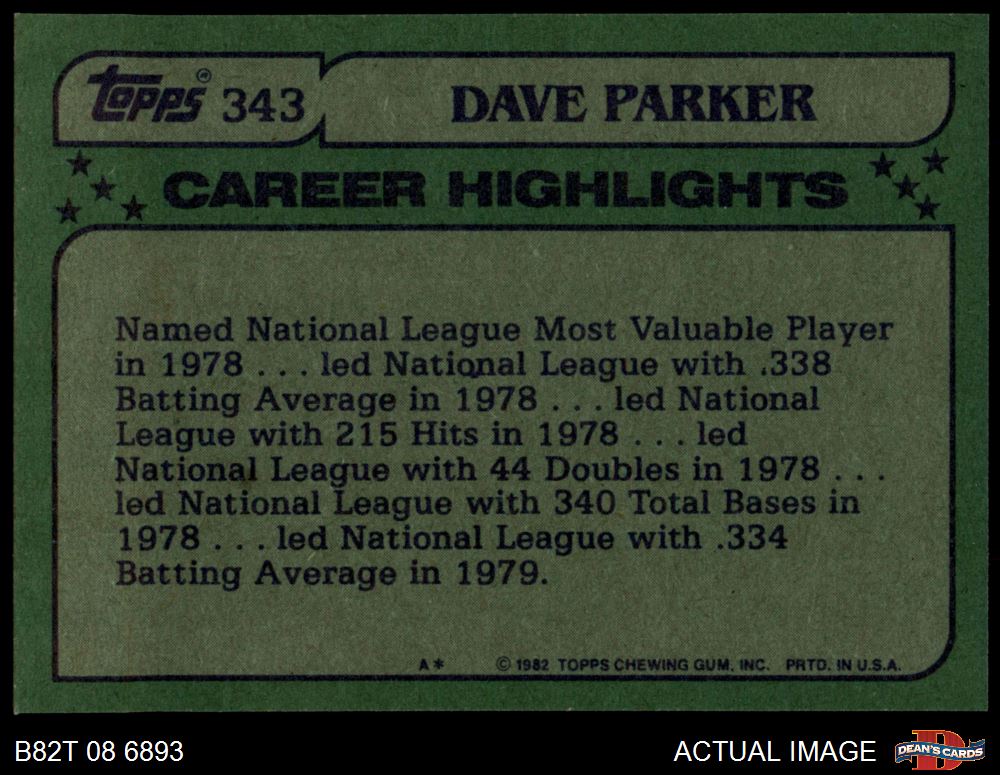 topps® 343 DAVE PARKER
CAREER HIGHLIGHTS
Named National League Most Valuable Player
in 1978 . . . led National League with .338
Batting Average in 1978 . . . led National
League with 215 Hits in 1978 . . . led
National League with 44 Doubles in 1978 . . .
led National League with 340 Total Bases in
1978 . . . led National League with .334
Batting Average in 1979.
A* © 1982 TOPPS CHEWING GUM, INC. PRTD. IN U.S.A.
B82T 08 6893 ACTUAL IMAGE DEAN'S CARDS